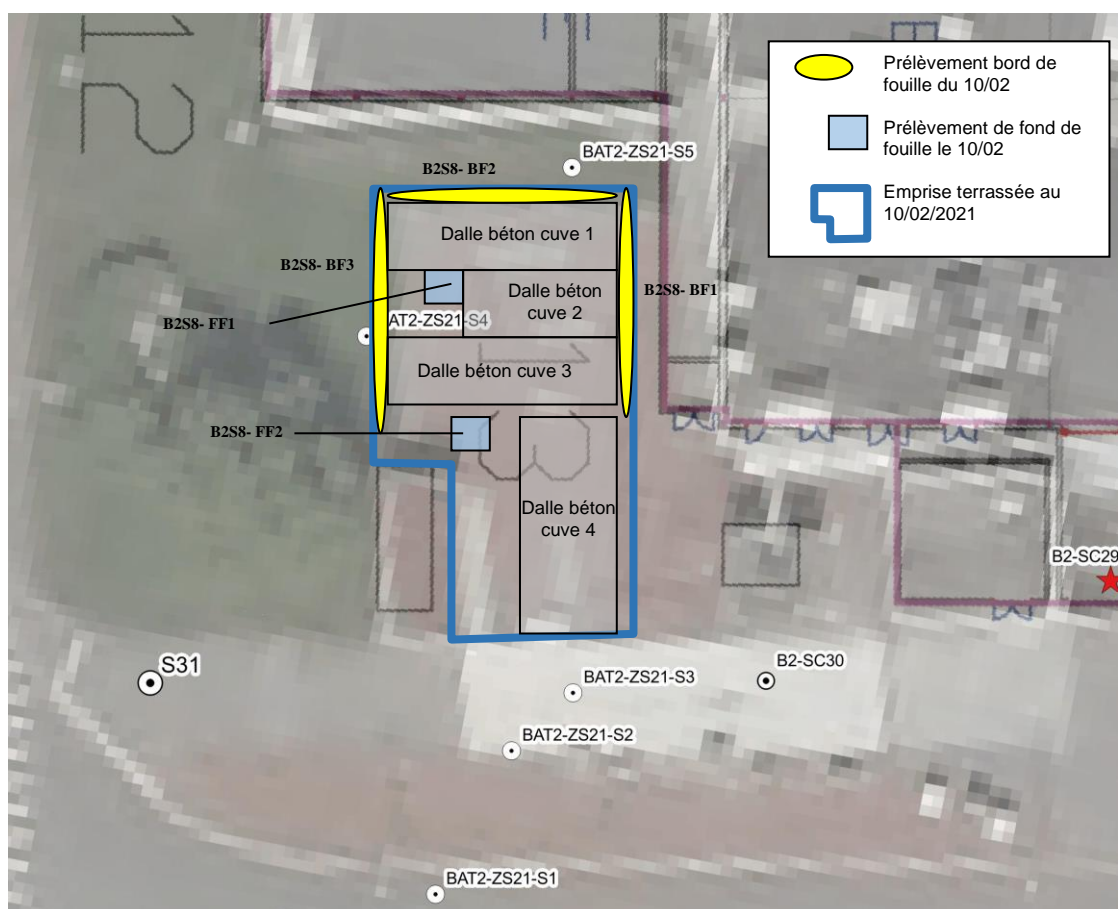 Prélèvement bord de
fouille du 10/02
Prélèvement de fond de
fouille le 10/02
Emprise terrassée au
10/02/2021
BAT2-ZS21-S5
B2S8- BF2
Dalle béton cuve 1
B2S8- BF3
B2S8- BF1
Dalle béton
cuve 2
B2S8- FF1
AT2-ZS21-S4
Dalle béton cuve 3
B2S8- FF2
Dalle béton
cuve 4
B2-SC29
S31
B2-SC30
BAT2-ZS21-S3
BAT2-ZS21-S2
BAT2-ZS21-S1